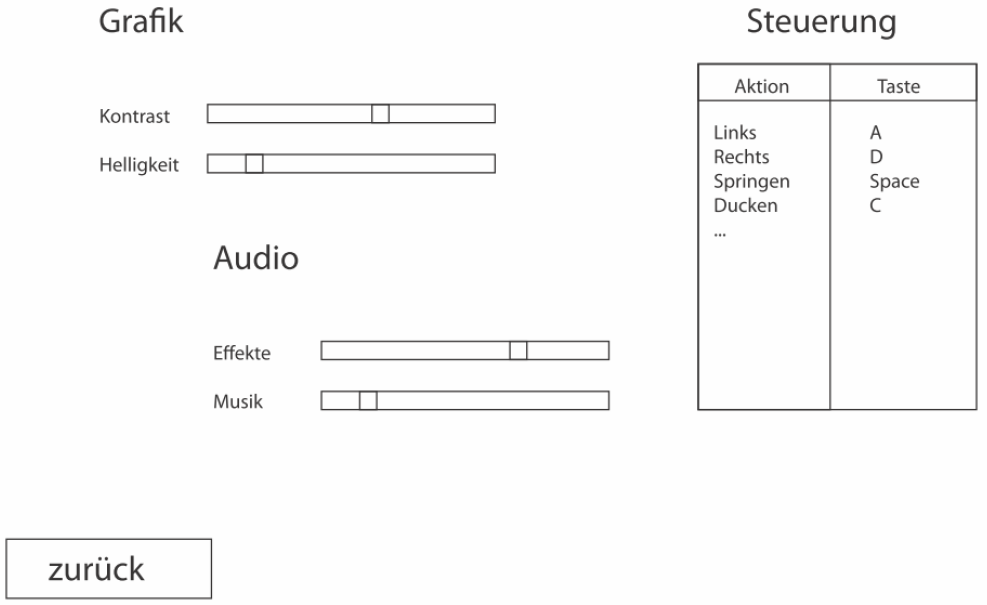 Grafik
Kontrast
Helligkeit
Audio
Effekte
Musik
Steuerung
Aktion Taste
Links A
Rechts D
Springen Space
Ducken C
...
zurück